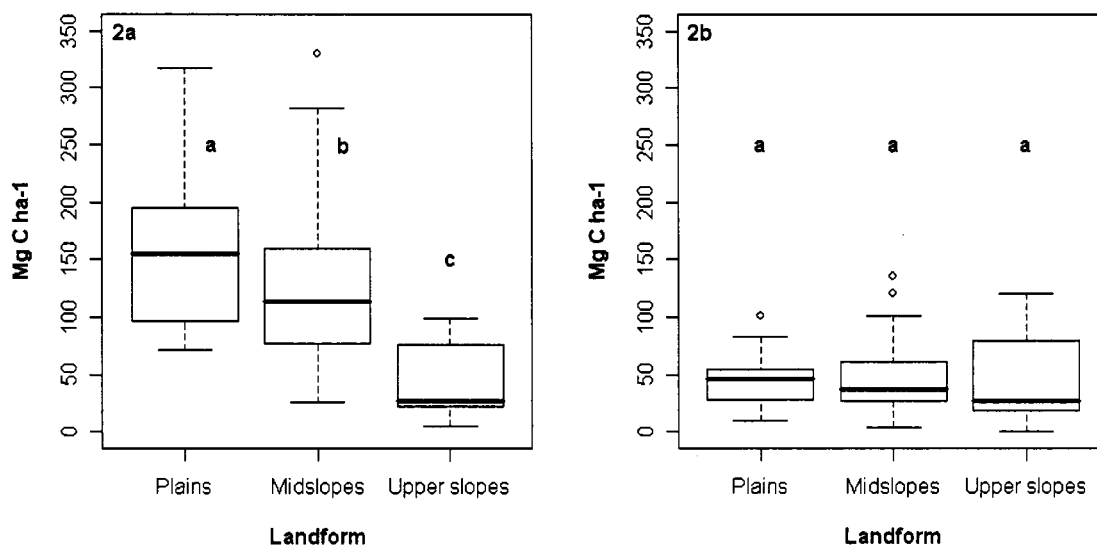 2a
Mg C ha-1
350
300
250
200
150
100
50
0
a
b
c
Plains Midslopes Upper slopes
Landform
2b
Mg C ha-1
350
300
250
200
150
100
50
0
a a a
Plains Midslopes Upper slopes
Landform